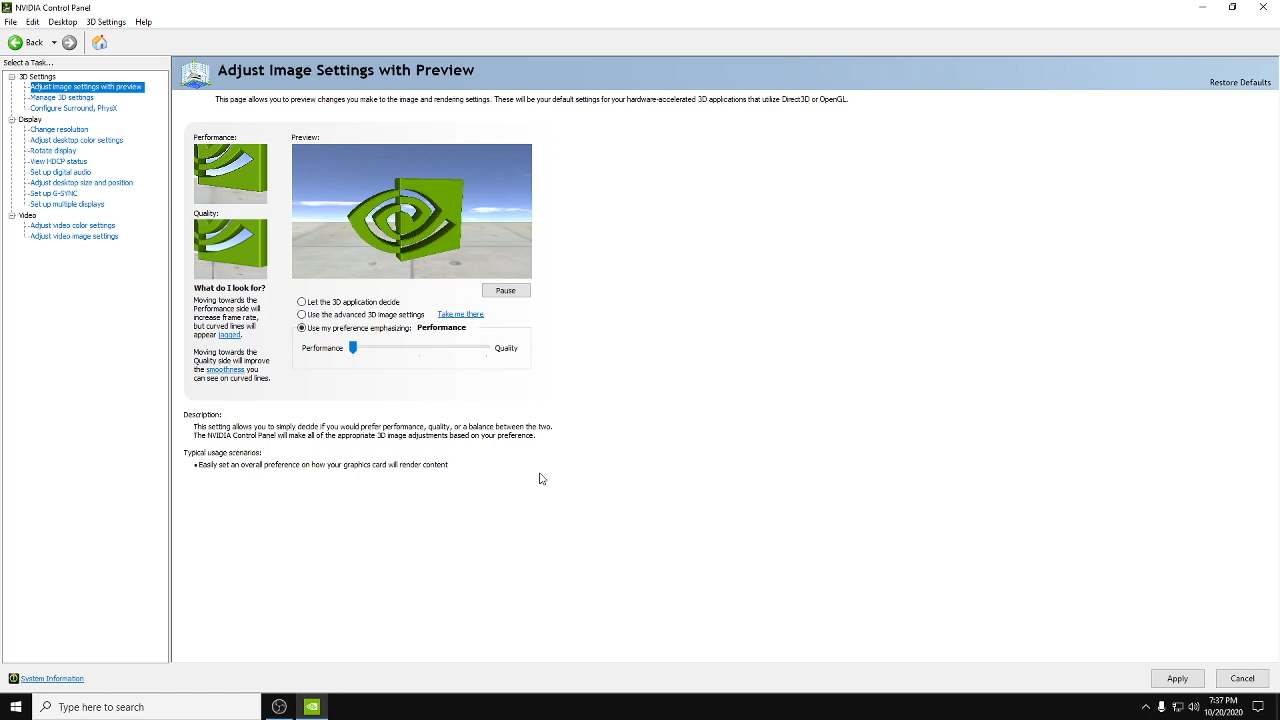 NVIDIA Control Panel
File Edit Desktop 3D Settings Help
Back
Select a Task...
3D Settings
Adjust image settings with preview
Manage 3D settings
Configure Surround, PhysX
Display
Change resolution
Adjust desktop color settings
Rotate display
View HDCP status
Set up digital audio
Adjust desktop size and position
Set up G-SYNC
Set up multiple displays
Video
Adjust video color settings
Adjust video image settings
System Information
Adjust Image Settings with Preview
Restore Defaults
This page allows you to preview changes you make to the image and rendering settings. These will be your default settings for your hardware-accelerated 3D applications that utilize Direct3D or OpenGL.
Performance:
Quality:
What do I look for?
Moving towards the
Performance side will
increase frame rate,
but curved lines will
appear jagged.
Moving towards the
Quality side will improve
the smoothness you
can see on curved lines.
Preview:
Pause
Let the 3D application decide
Use the advanced 3D image settings Take me there
Use my preference emphasizing: Performance
Performance Quality
Description:
This setting allows you to simply decide if you would prefer performance, quality, or a balance between the two.
The NVIDIA Control Panel will make all of the appropriate 3D image adjustments based on your preference.
Typical usage scenarios:
• Easily set an overall preference on how your graphics card will render content
Apply Cancel
Type here to search
7:37 PM
10/20/2020